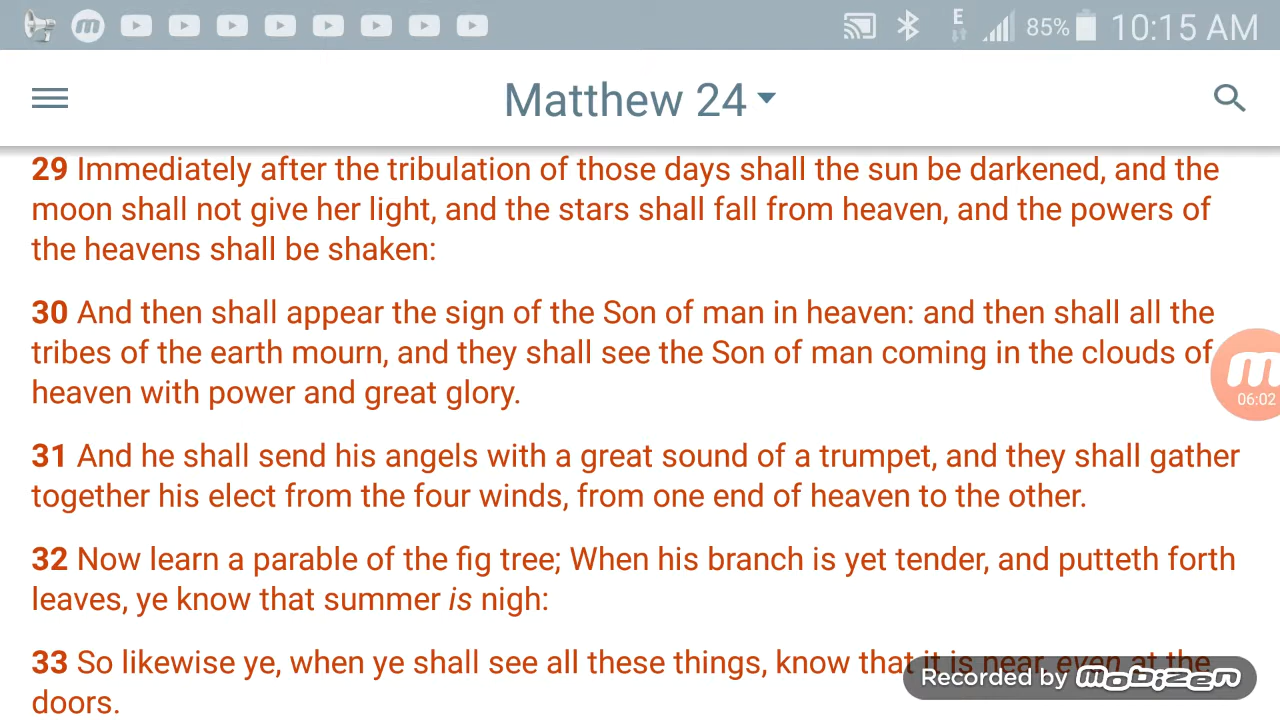 E 85% 10:15 AM
Matthew 24
29 Immediately after the tribulation of those days shall the sun be darkened, and the
moon shall not give her light, and the stars shall fall from heaven, and the powers of
the heavens shall be shaken:
30 And then shall appear the sign of the Son of man in heaven: and then shall all the
tribes of the earth mourn, and they shall see the Son of man coming in the clouds of
heaven with power and great glory.
m
06:02
31 And he shall send his angels with a great sound of a trumpet, and they shall gather
together his elect from the four winds, from one end of heaven to the other.
32 Now learn a parable of the fig tree; When his branch is yet tender, and putteth forth
leaves, ye know that summer is nigh:
33 So likewise ye, when ye shall see all these things, know that it is near, even at the
doors.
Recorded by mobizen